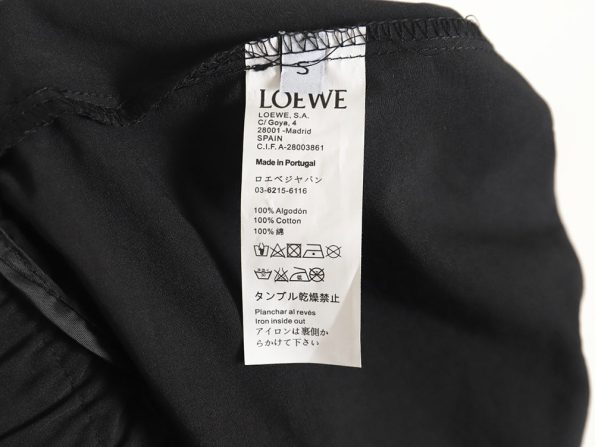 S
LOEWE
LOEWE, S.A.
C/ Goya, 4
28001 -Madrid
SPAIN
C.I.F. A-28003861
Made in Portugal
ロエベジャパン
03-6215-6116
100% Algodón
100% Cotton
100% 綿
タンブル乾燥禁止
Planchar al revés
Iron inside out
アイロンは裏側か
らかけて下さい